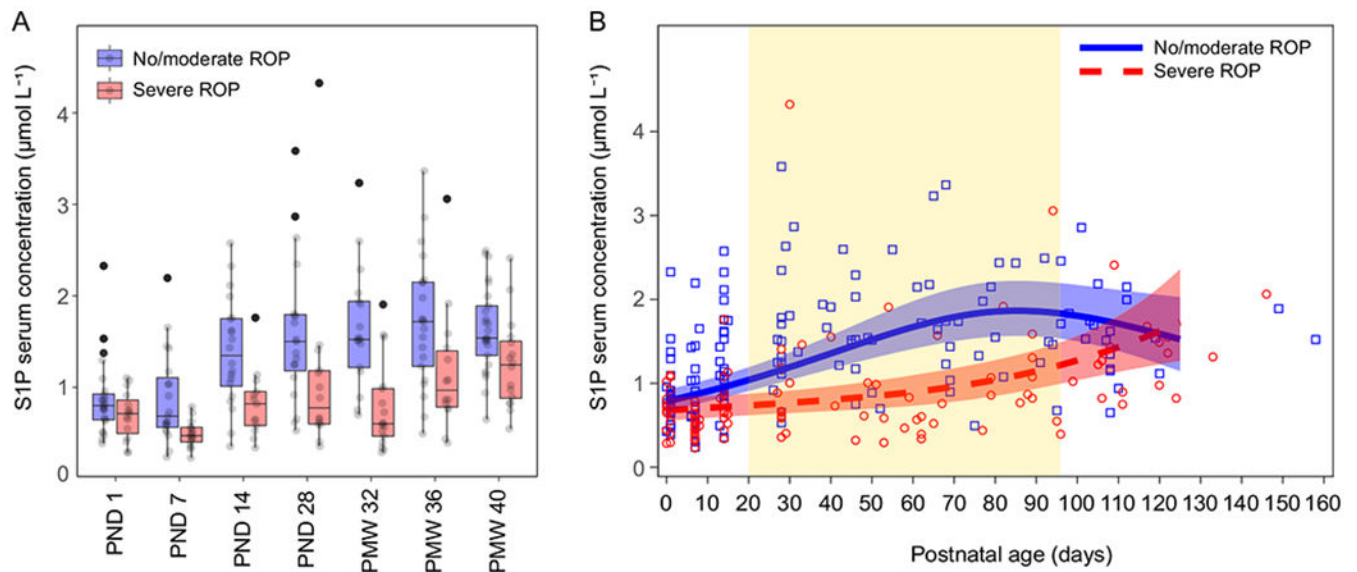 A
S1P serum concentration (µmol L⁻¹)
No/moderate ROP
Severe ROP
4
3
2
1
0
PND 1
PND 7
PND 14
PND 28
PMW 32
PMW 36
PMW 40
B
S1P serum concentration (µmol L⁻¹)
No/moderate ROP
Severe ROP
4
3
2
1
0
0 10 20 30 40 50 60 70 80 90 100 110 120 130 140 150 160
Postnatal age (days)